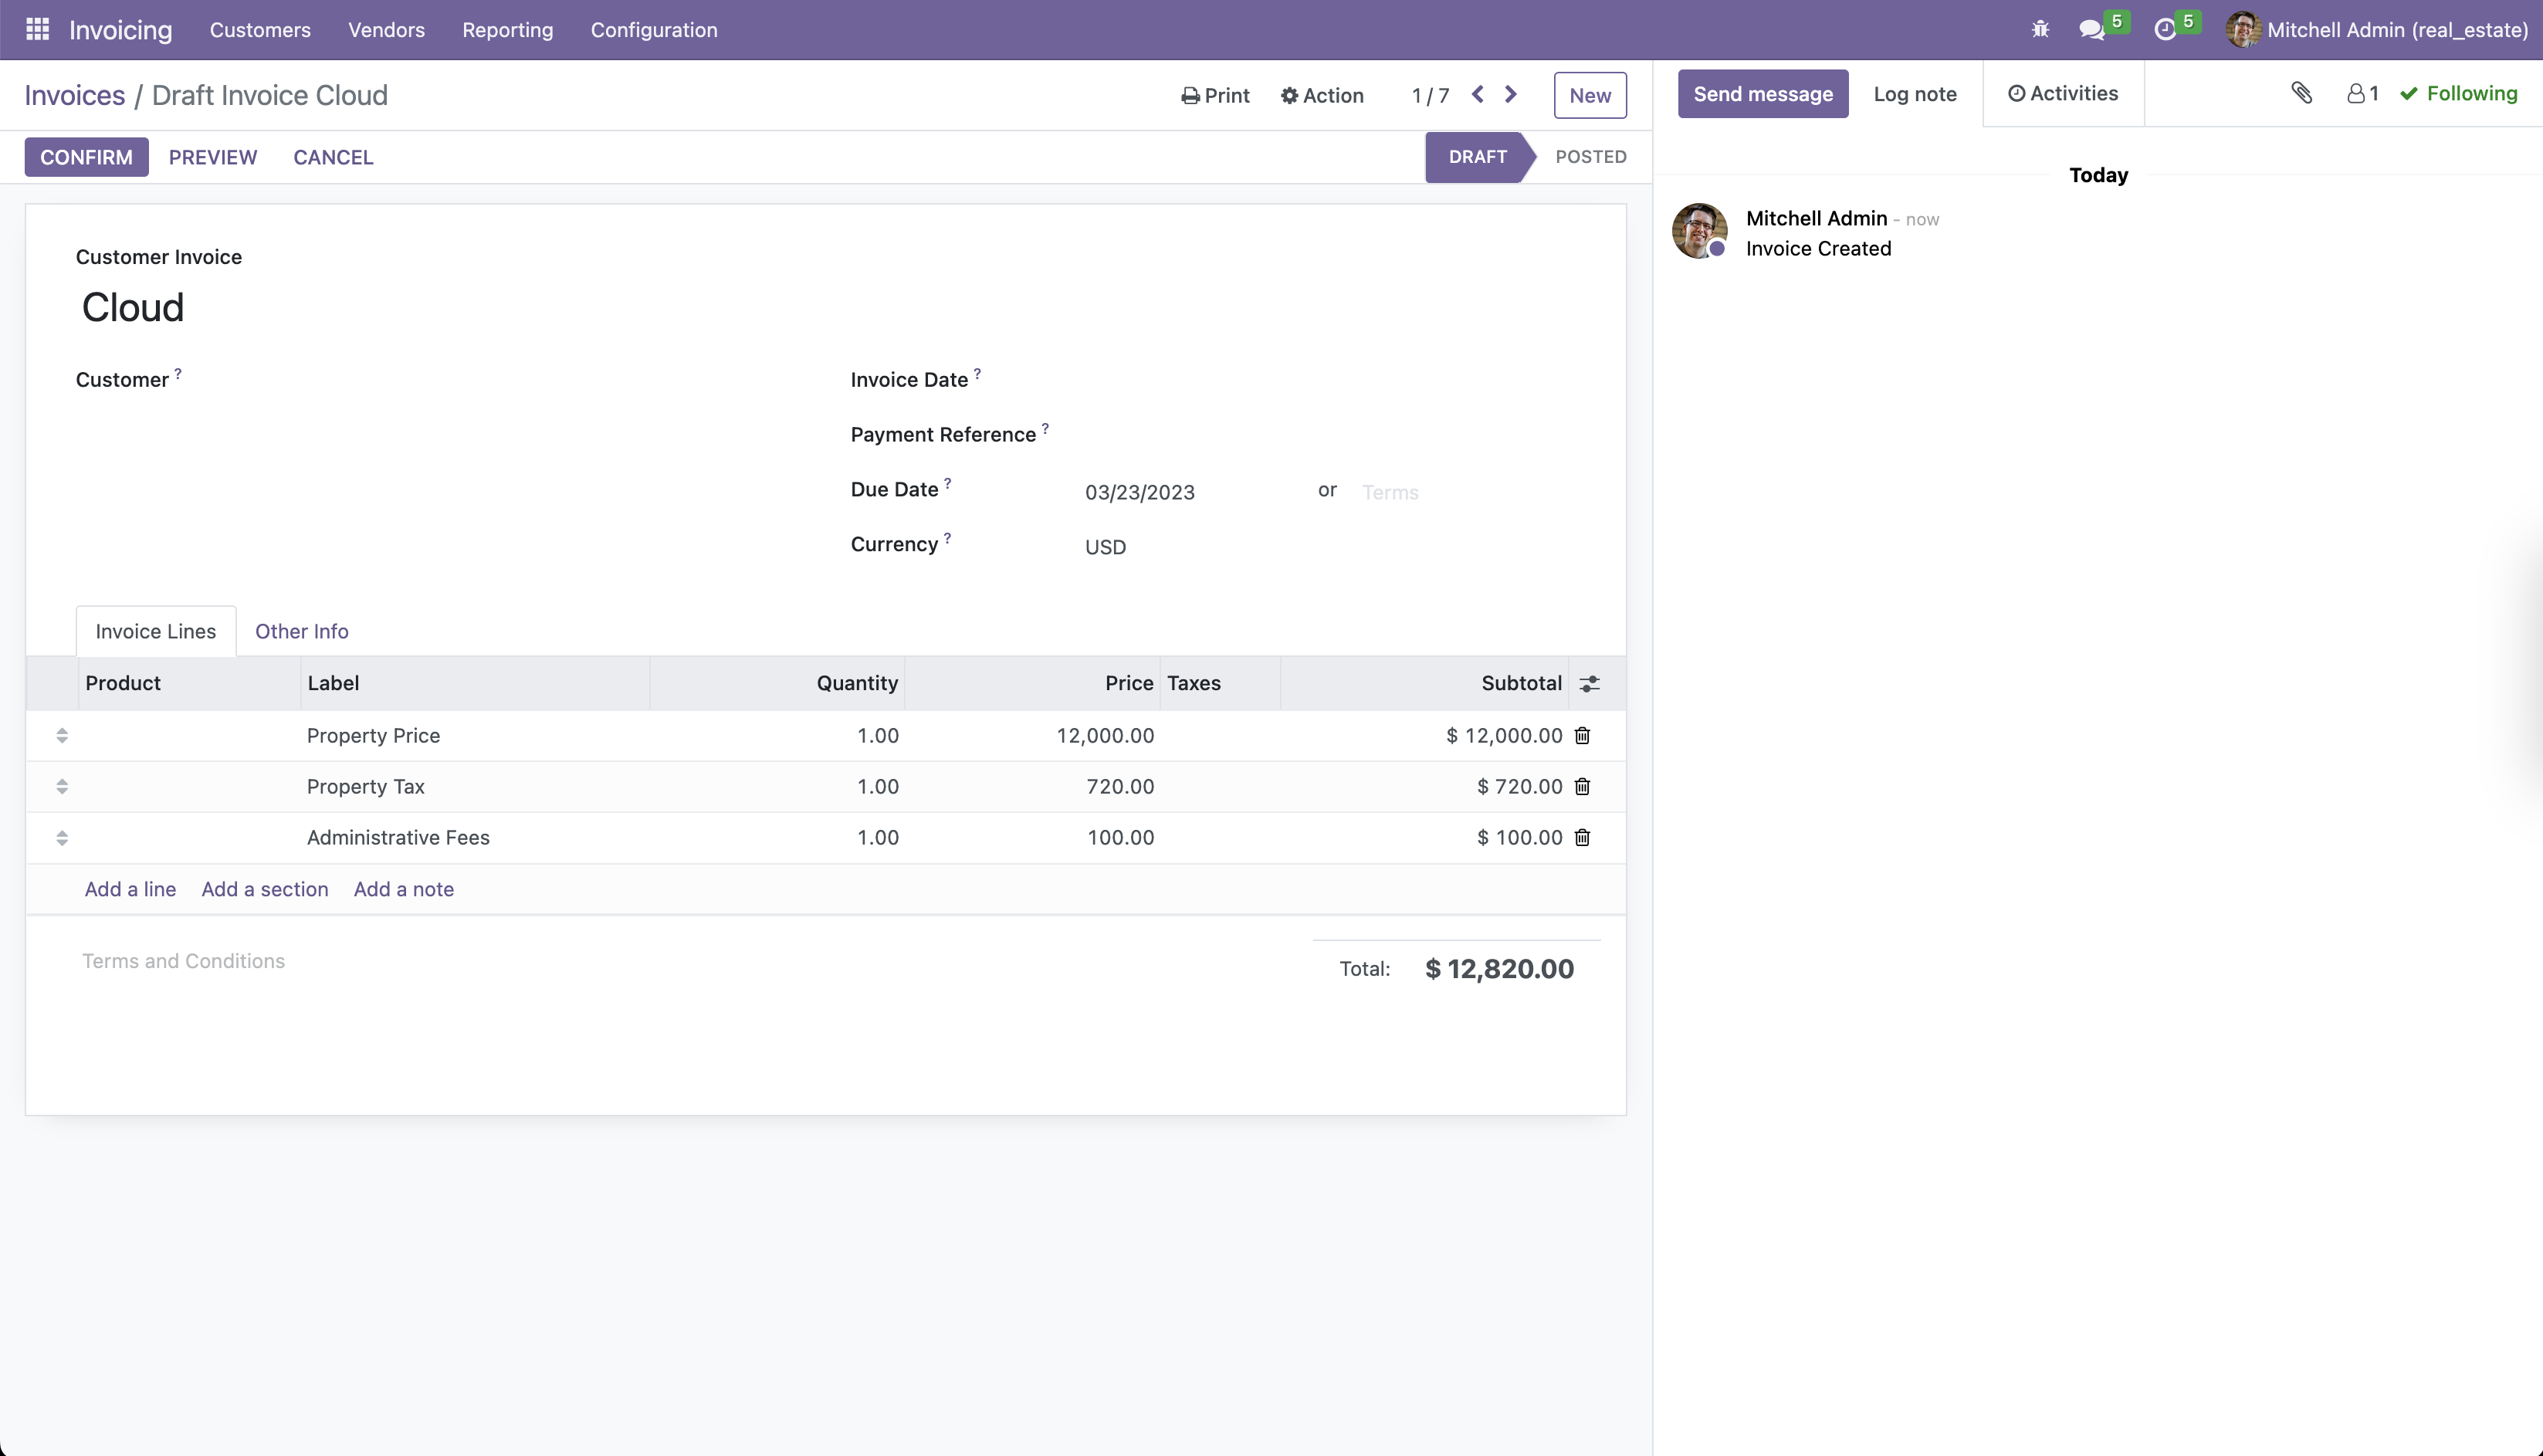 Invoicing Customers Vendors Reporting Configuration 5 5 Mitchell Admin (real_estate)
Invoices / Draft Invoice Cloud Print Action 1 / 7 New
CONFIRM PREVIEW CANCEL DRAFT POSTED
Customer Invoice
Cloud
Customer ? Invoice Date ?
Payment Reference ?
Due Date ? 03/23/2023 or Terms
Currency ? USD
Invoice Lines Other Info
Product Label Quantity Price Taxes Subtotal
Property Price 1.00 12,000.00 $ 12,000.00
Property Tax 1.00 720.00 $ 720.00
Administrative Fees 1.00 100.00 $ 100.00
Add a line Add a section Add a note
Terms and Conditions Total: $ 12,820.00
Send message Log note Activities 1 Following
Today
Mitchell Admin - now
Invoice Created